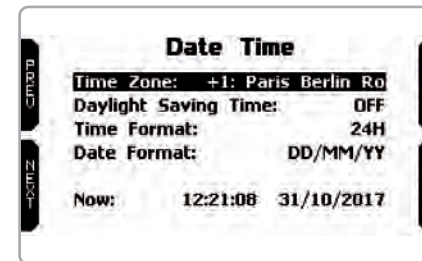 Date Time
PREV
Time Zone: +1: Paris Berlin Ro
Daylight Saving Time: OFF
Time Format: 24H
Date Format: DD/MM/YY
NEXT
Now: 12:21:08 31/10/2017